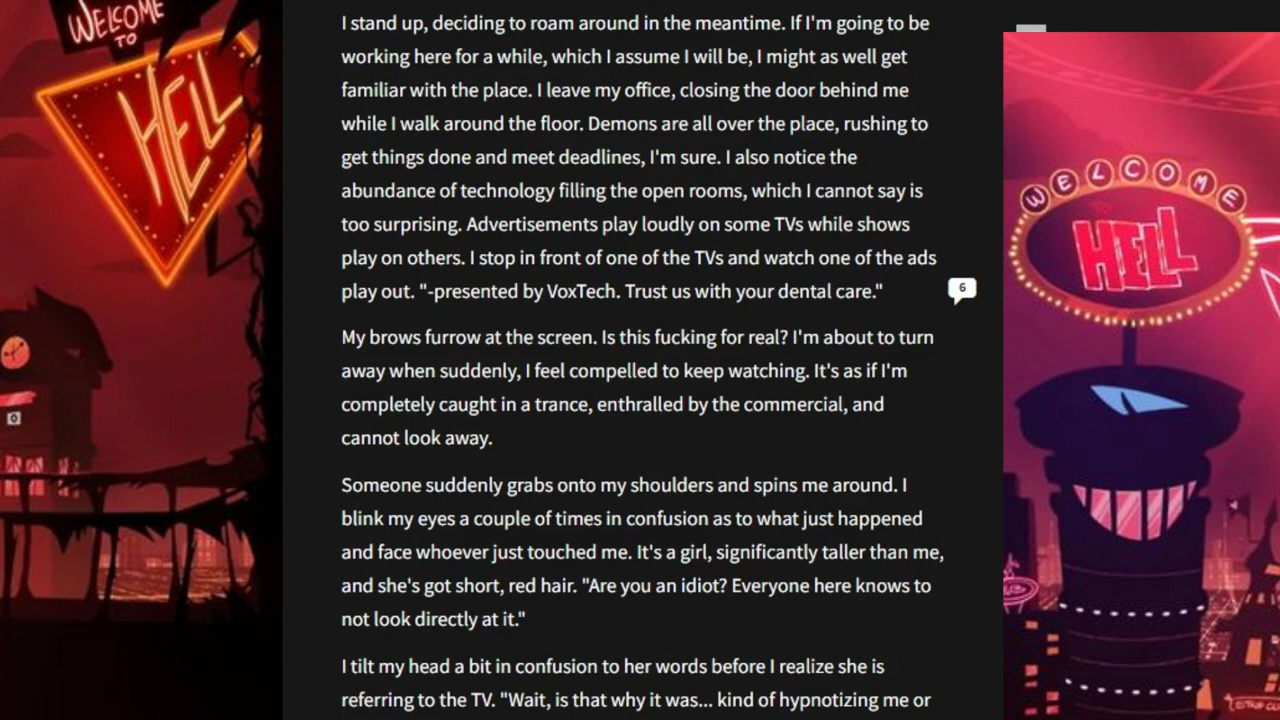 WELCOME
TO
HELL
I stand up, deciding to roam around in the meantime. If I'm going to be
working here for a while, which I assume I will be, I might as well get
familiar with the place. I leave my office, closing the door behind me
while I walk around the floor. Demons are all over the place, rushing to
get things done and meet deadlines, I'm sure. I also notice the
abundance of technology filling the open rooms, which I cannot say is
too surprising. Advertisements play loudly on some TVs while shows
play on others. I stop in front of one of the TVs and watch one of the ads
play out. "-presented by VoxTech. Trust us with your dental care."
6
My brows furrow at the screen. Is this fucking for real? I'm about to turn
away when suddenly, I feel compelled to keep watching. It's as if I'm
completely caught in a trance, enthralled by the commercial, and
cannot look away.
Someone suddenly grabs onto my shoulders and spins me around. I
blink my eyes a couple of times in confusion as to what just happened
and face whoever just touched me. It's a girl, significantly taller than me,
and she's got short, red hair. "Are you an idiot? Everyone here knows to
not look directly at it."
I tilt my head a bit in confusion to her words before I realize she is
referring to the TV. "Wait, is that why it was... kind of hypnotizing me or
WELCOME
TO
HELL